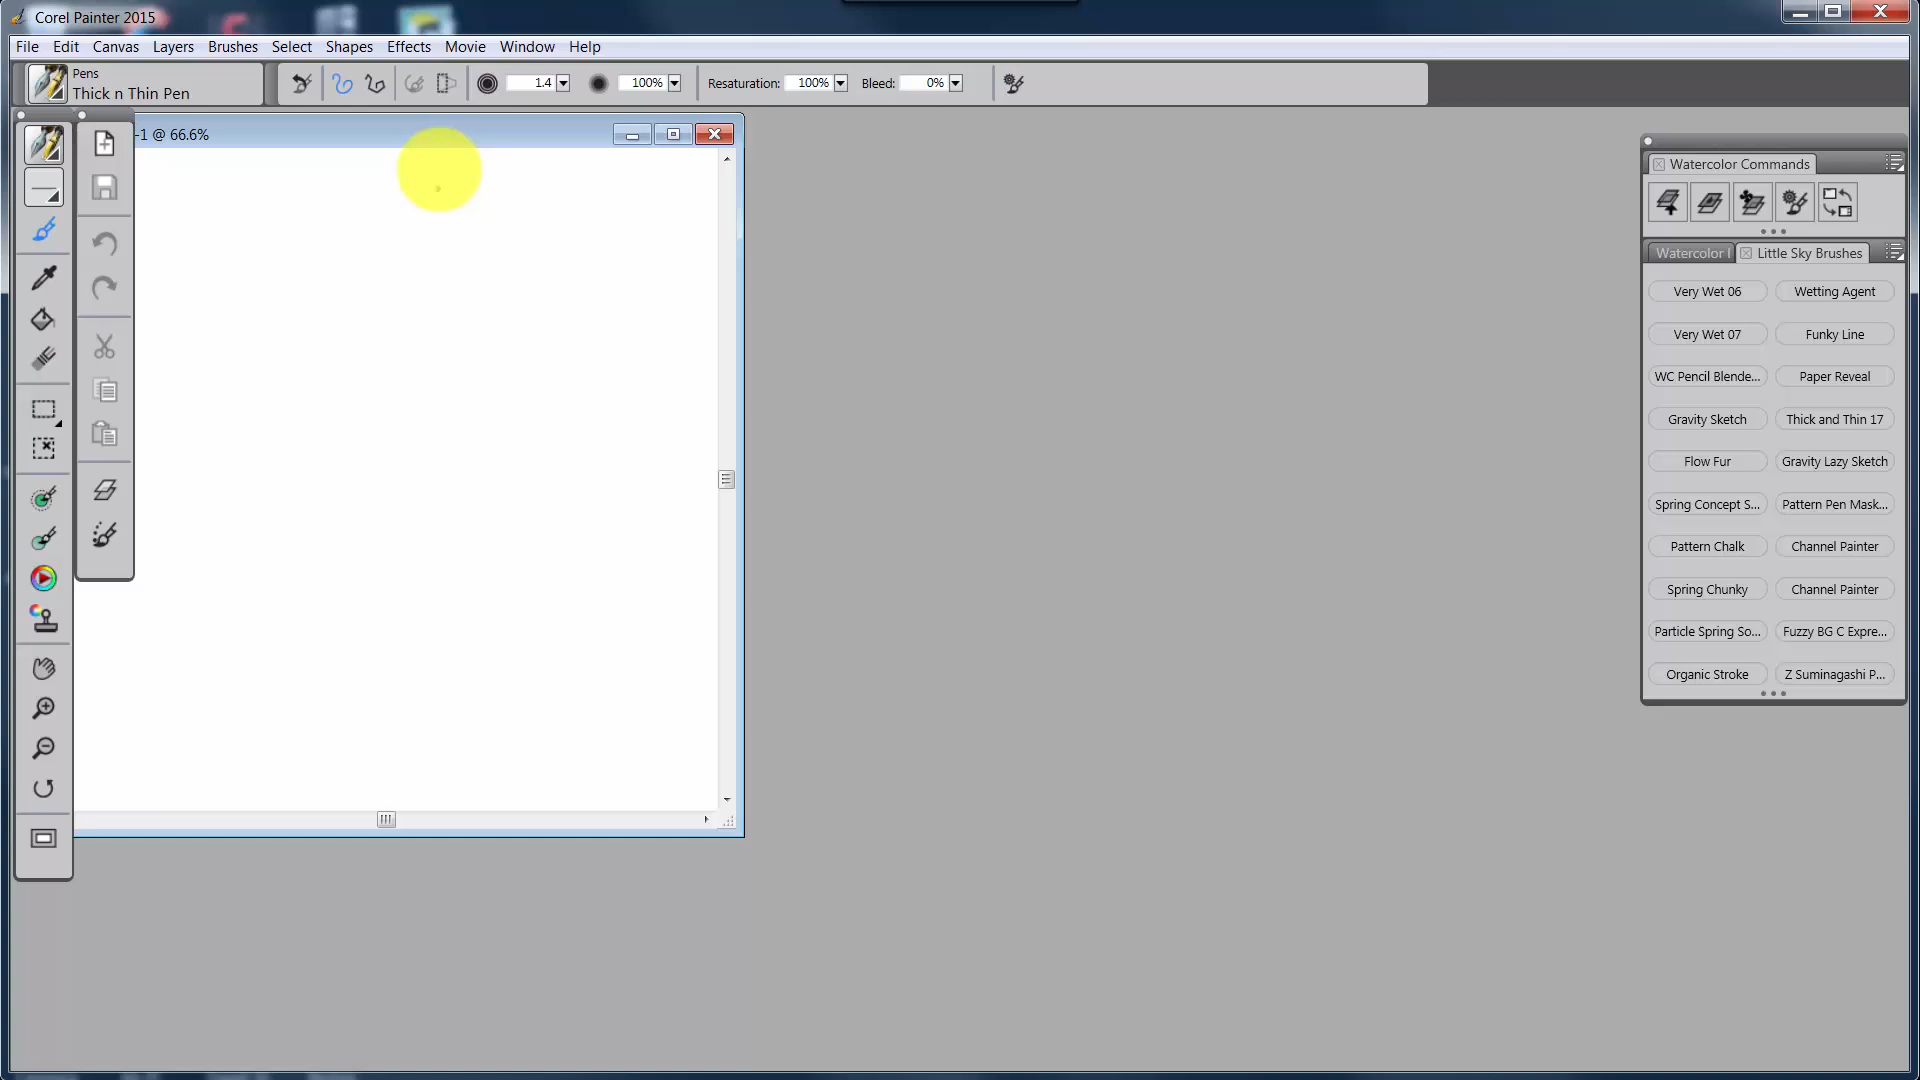 Corel Painter 2015
File Edit Canvas Layers Brushes Select Shapes Effects Movie Window Help
Pens
Thick n Thin Pen
1.4 100% Resaturation: 100% Bleed: 0%
-1 @ 66.6%
Watercolor Commands
Watercolor Little Sky Brushes
Very Wet 06 Wetting Agent
Very Wet 07 Funky Line
WC Pencil Blende... Paper Reveal
Gravity Sketch Thick and Thin 17
Flow Fur Gravity Lazy Sketch
Spring Concept S... Pattern Pen Mask...
Pattern Chalk Channel Painter
Spring Chunky Channel Painter
Particle Spring So... Fuzzy BG C Expre...
Organic Stroke Z Suminagashi P...